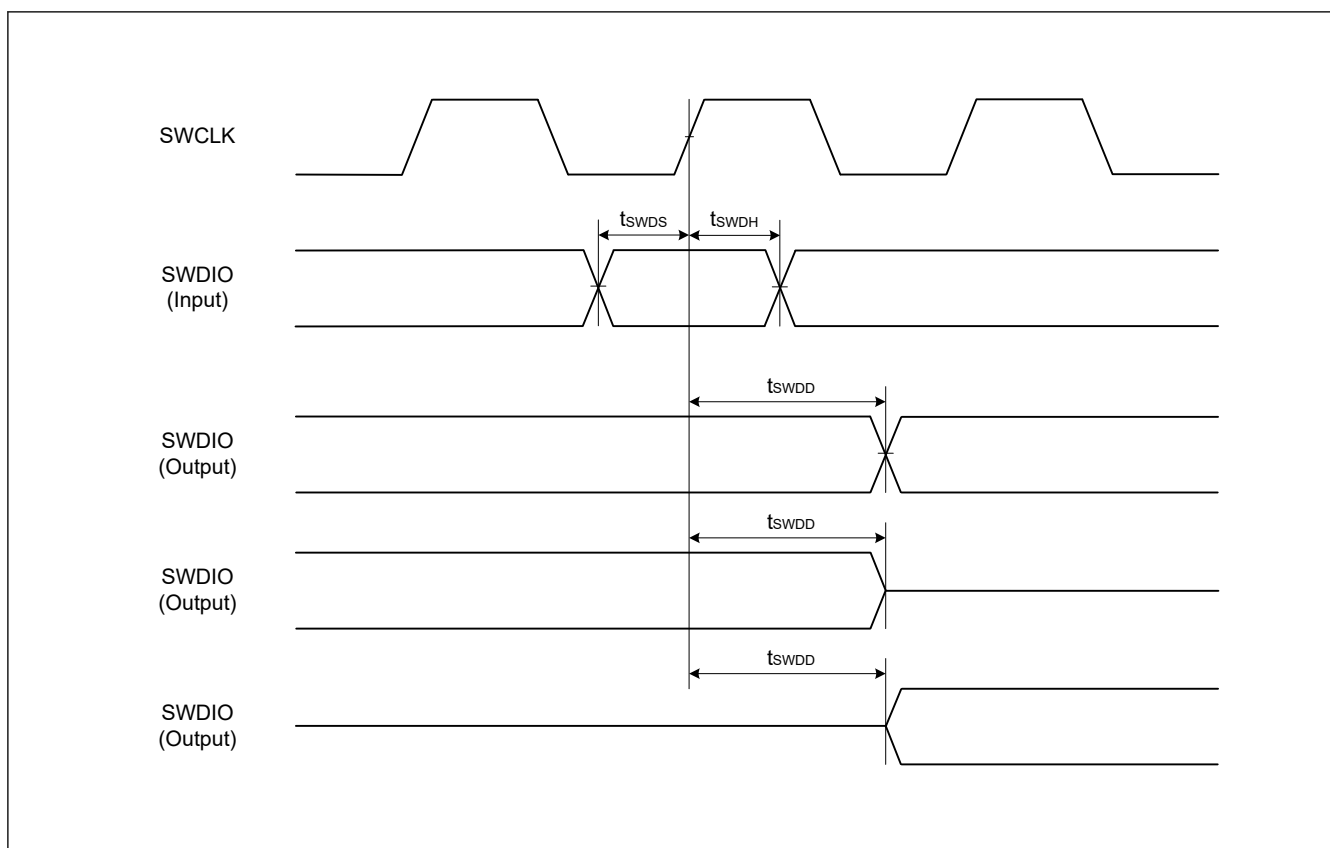 SWCLK
tSWDS
tSWDH
SWDIO
(Input)
tSWDD
SWDIO
(Output)
tSWDD
SWDIO
(Output)
tSWDD
SWDIO
(Output)